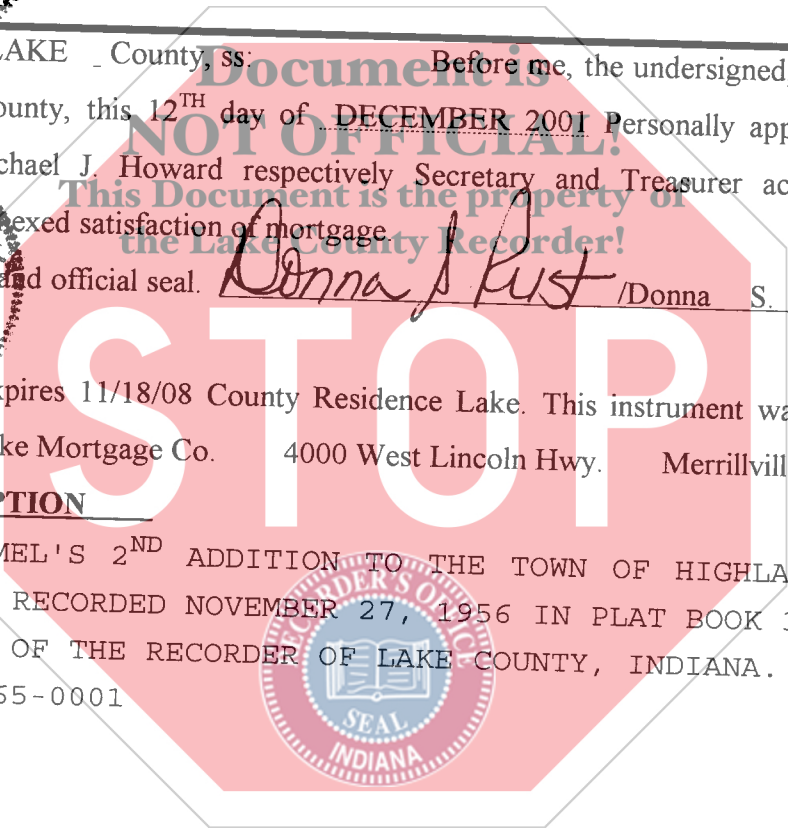 LAKE _ County, ss: Before me, the undersigned,
ounty, this 12TH day of DECEMBER 2001 Personally app
chael J. Howard respectively Secretary and Treasurer ac
exed satisfaction of mortgage.
and official seal. Donna S Rust /Donna S.
xpires 11/18/08 County Residence Lake. This instrument wa
ke Mortgage Co. 4000 West Lincoln Hwy. Merrillvill
PTION
MEL'S 2ND ADDITION TO THE TOWN OF HIGHLA
RECORDED NOVEMBER 27, 1956 IN PLAT BOOK 3
OF THE RECORDER OF LAKE COUNTY, INDIANA.
65-0001
Document is
NOT OFFICIAL!
This Document is the property of
the Lake County Recorder!
STOP
RECORDER'S OFFICE
SEAL
INDIANA